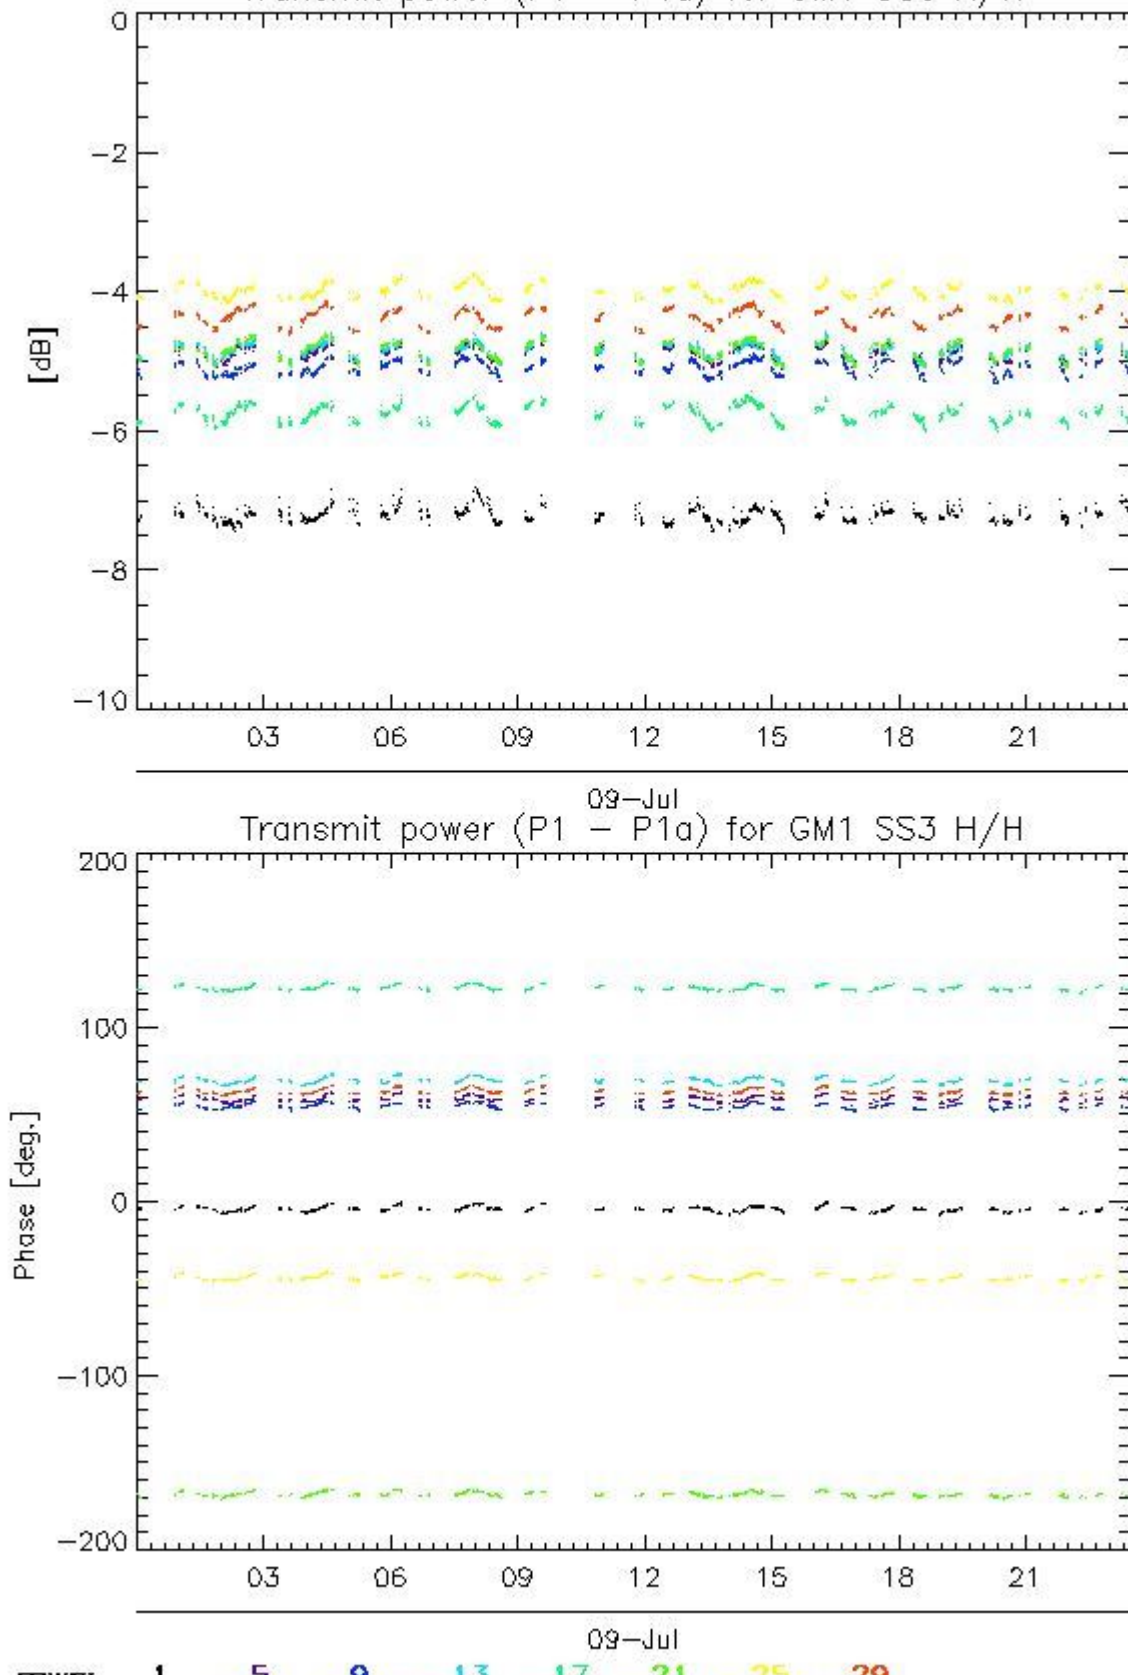 0
−2
−4
[dB]
−6
−8
−10
03 06 09 12 15 18 21
09−Jul
Transmit power (P1 − P1a) for GM1 SS3 H/H
200
100
0
Phase [deg.]
−100
−200
03 06 09 12 15 18 21
09−Jul
1 5 9 13 17 21 25 29